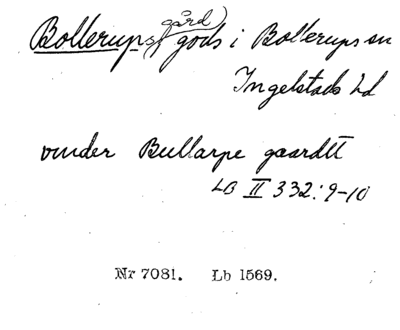 Bollerups (gård) gods i Bollerups sn
Ingelstads hd
vnder Bullarpe gaardtt
LB II 332:9-10
Nr 7081. Lb 1569.